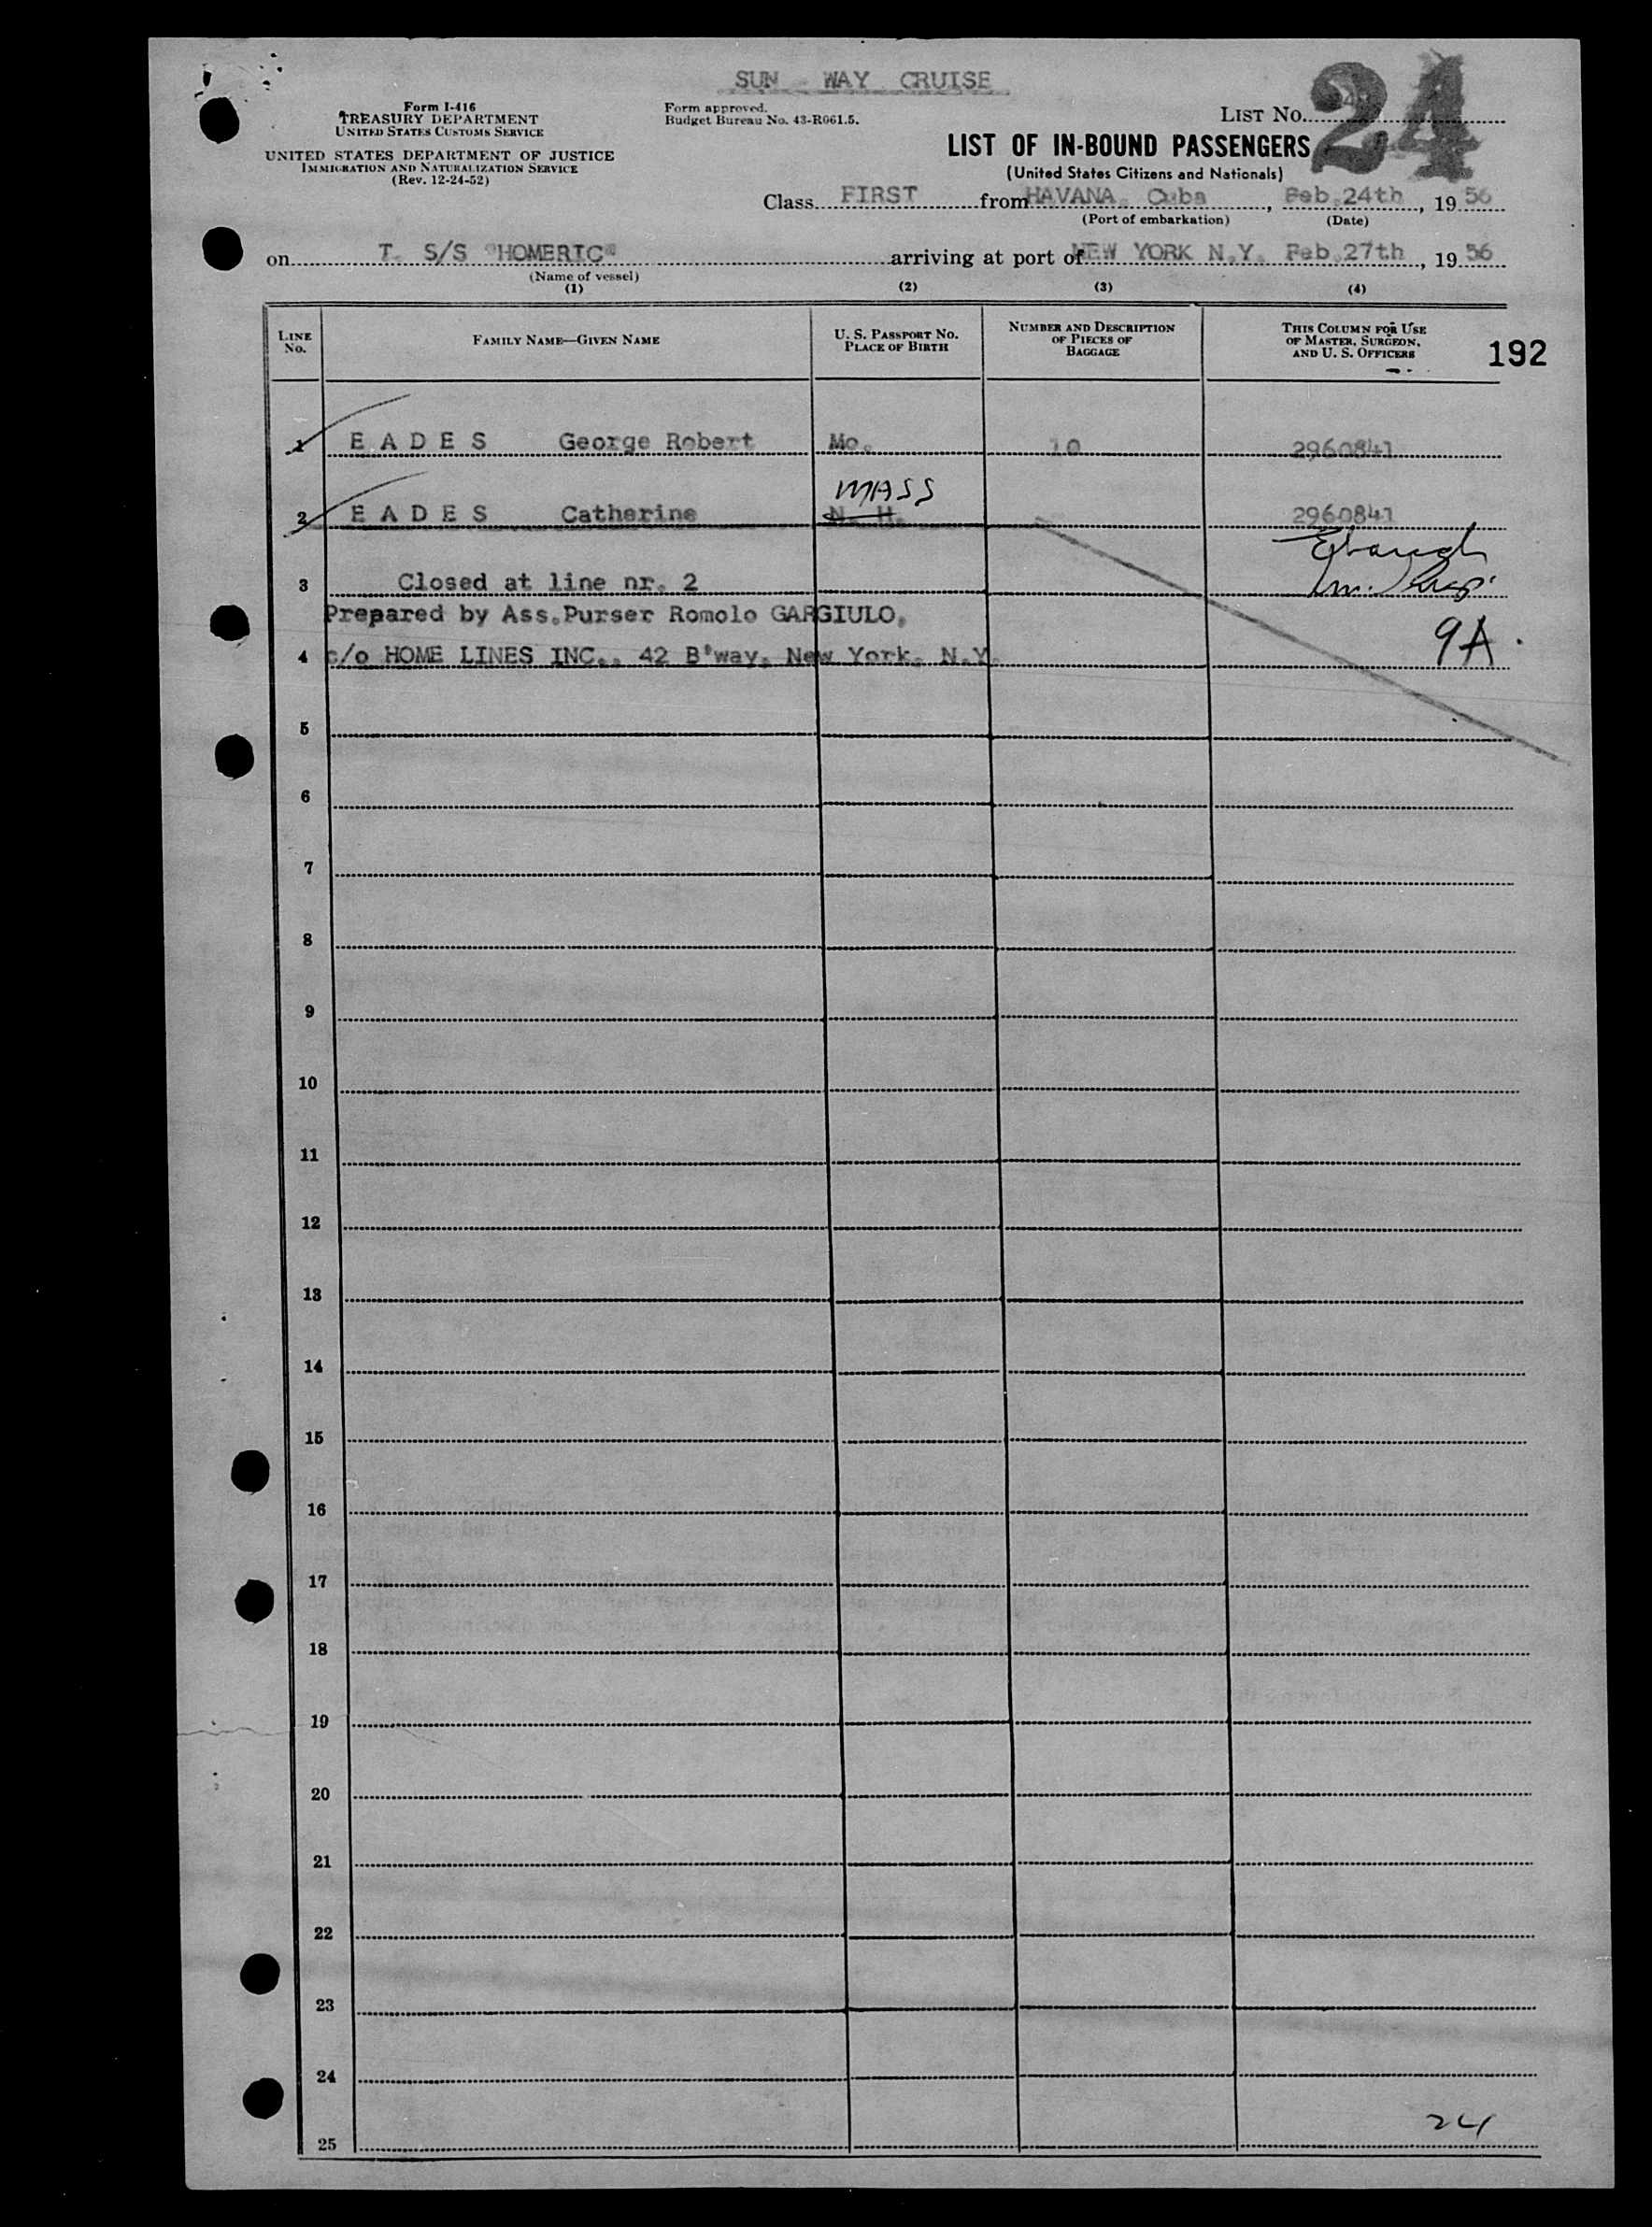 SUN - WAY CRUISE
Form I-416
TREASURY DEPARTMENT
UNITED STATES CUSTOMS SERVICE
UNITED STATES DEPARTMENT OF JUSTICE
IMMIGRATION AND NATURALIZATION SERVICE
(Rev. 12-24-52)
Form approved.
Budget Bureau No. 43-R061.5.
LIST No. 24
LIST OF IN-BOUND PASSENGERS
(United States Citizens and Nationals)
Class FIRST from HAVANA. Cuba, Feb.24th, 1956
(Port of embarkation) (Date)
on T. S/S "HOMERIC" arriving at port of NEW YORK N.Y. Feb.27th, 1956
(Name of vessel)
(1) (2) (3) (4)
LINE No. FAMILY NAME—GIVEN NAME U. S. PASSPORT No. PLACE OF BIRTH NUMBER AND DESCRIPTION OF PIECES OF BAGGAGE THIS COLUMN FOR USE OF MASTER, SURGEON, AND U. S. OFFICERS 192
1 EADES George Robert Mo. 10 2960841
MASS
2 EADES Catherine N. H. 2960841
3 Closed at line nr. 2
Prepared by Ass.Purser Romolo GARGIULO,
9A.
4 c/o HOME LINES INC., 42 B'way, New York, N.Y.
5
6
7
8
9
10
11
12
13
14
15
16
17
18
19
20
21
22
23
24
24
25